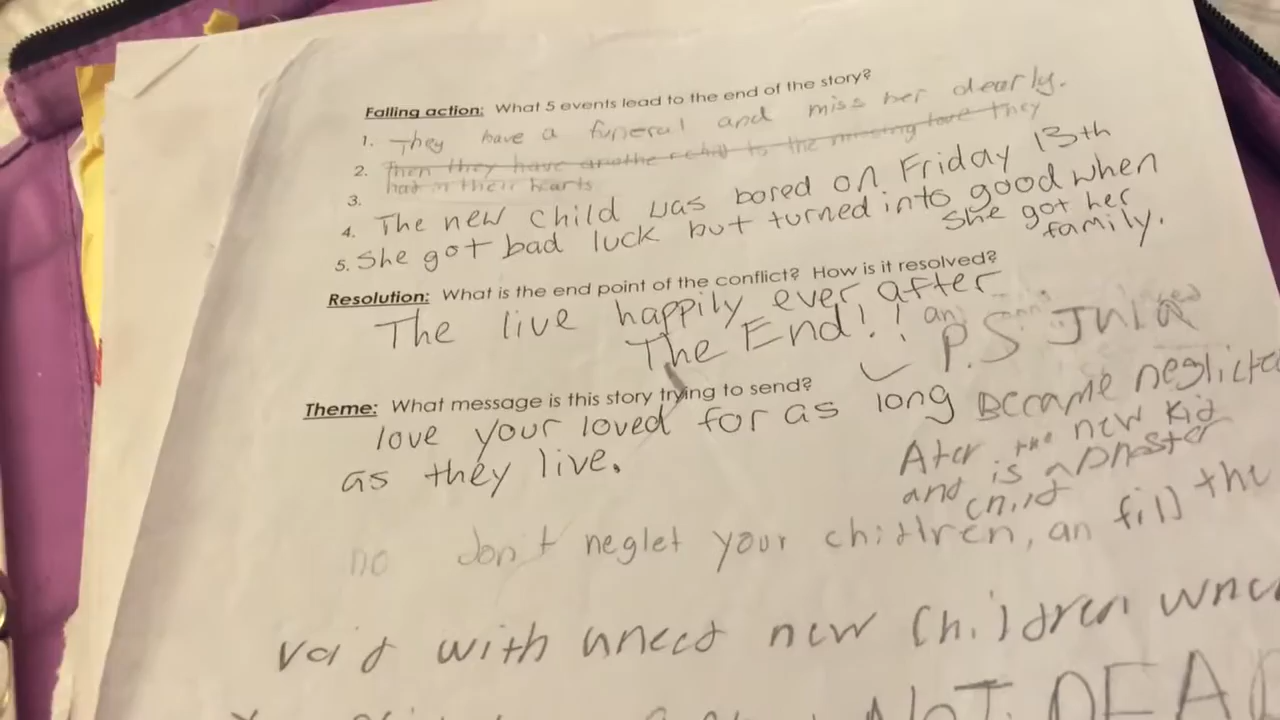 Falling action: What 5 events lead to the end of the story?
1. They have a funeral and miss her dearly.
2. Then they have anothe child to the missing love they
had in their hearts
3.
4. The new child was bored on Friday 13th
5. She got bad luck but turned into good when
she got her
family.
Resolution: What is the end point of the conflict? How is it resolved?
The live happily ever after
The End!!
P.S Julia
Theme: What message is this story trying to send?
love your loved for as long
as they live.
Became neglicte
Ater the new kid
and is a
child
no don't neglet your children, an fill the
void with uneed new children
NOT DEAD